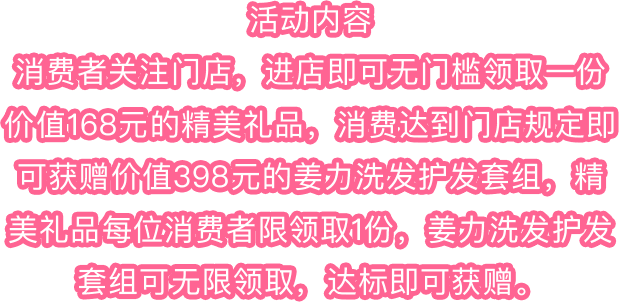 活动内容
消费者关注门店，进店即可无门槛领取一份
价值168元的精美礼品，消费达到门店规定即
可获赠价值398元的姜力洗发护发套组，精
美礼品每位消费者限领取1份，姜力洗发护发
套组可无限领取，达标即可获赠。